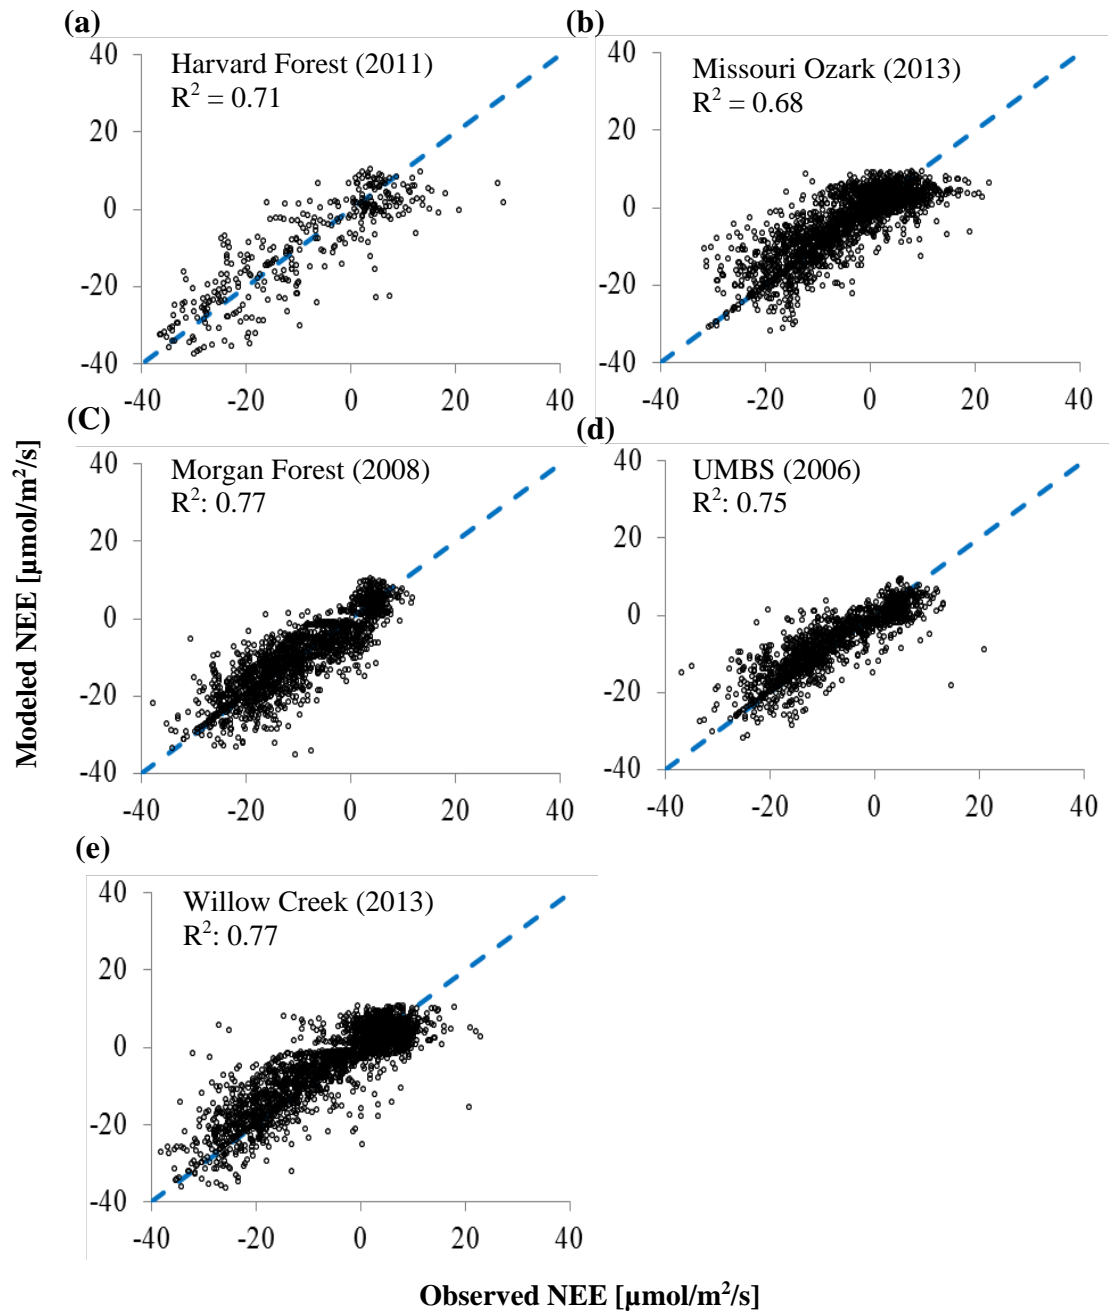 (a)
Harvard Forest (2011)
R² = 0.71
40
20
0
-20
-40
-40 -20 0 20 40
(b)
Missouri Ozark (2013)
R² = 0.68
40
20
0
-20
-40
-40 -20 0 20 40
(C)
Morgan Forest (2008)
R²: 0.77
40
20
0
-20
-40
-40 -20 0 20 40
(d)
UMBS (2006)
R²: 0.75
40
20
0
-20
-40
-40 -20 0 20 40
(e)
Willow Creek (2013)
R²: 0.77
40
20
0
-20
-40
-40 -20 0 20 40
Modeled NEE [µmol/m²/s]
Observed NEE [µmol/m²/s]